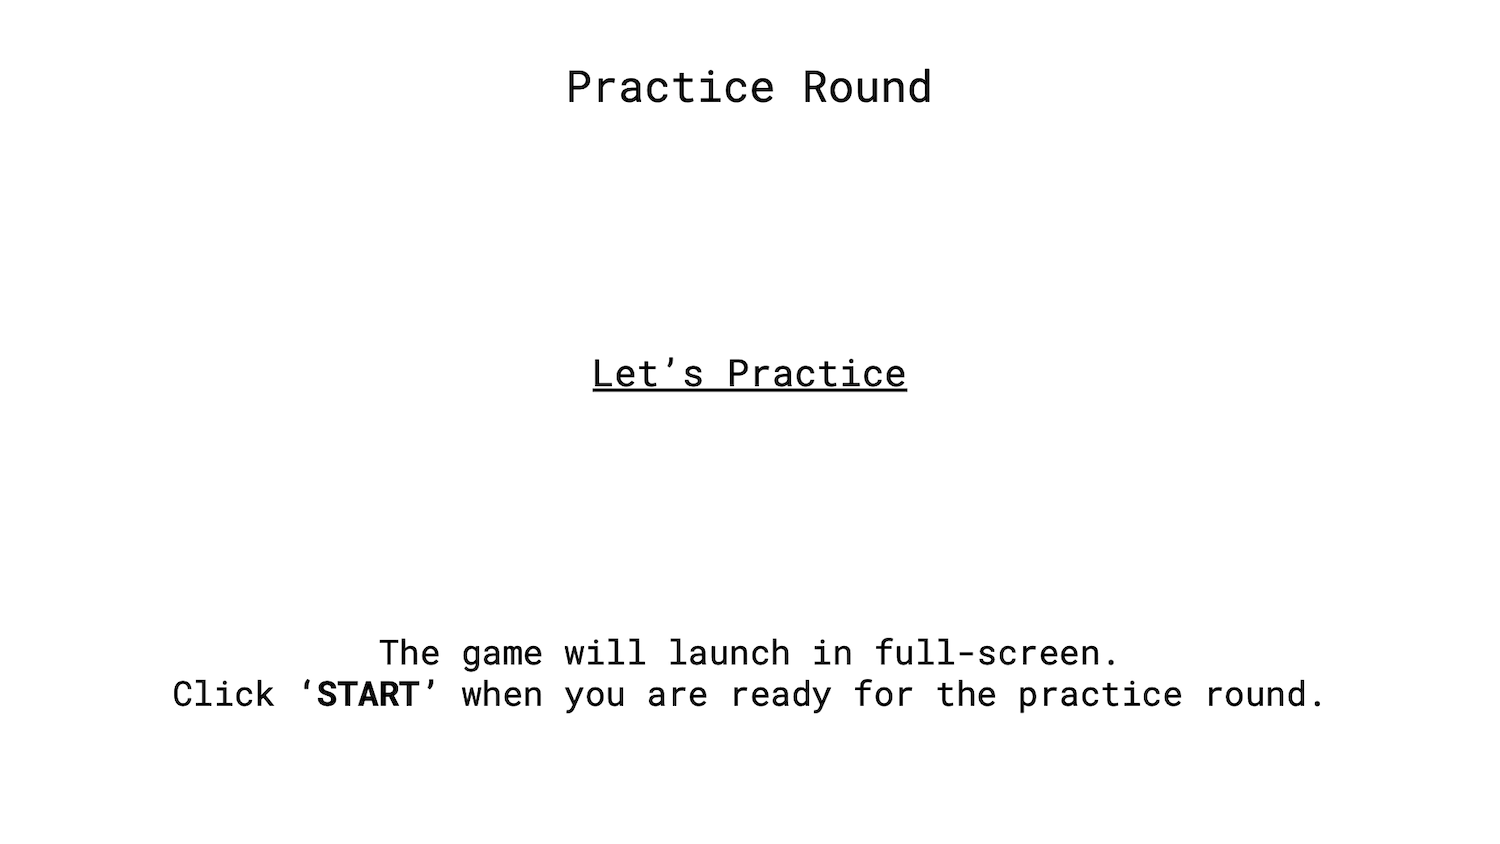 Practice Round
Let’s Practice
The game will launch in full-screen.
Click ‘START’ when you are ready for the practice round.